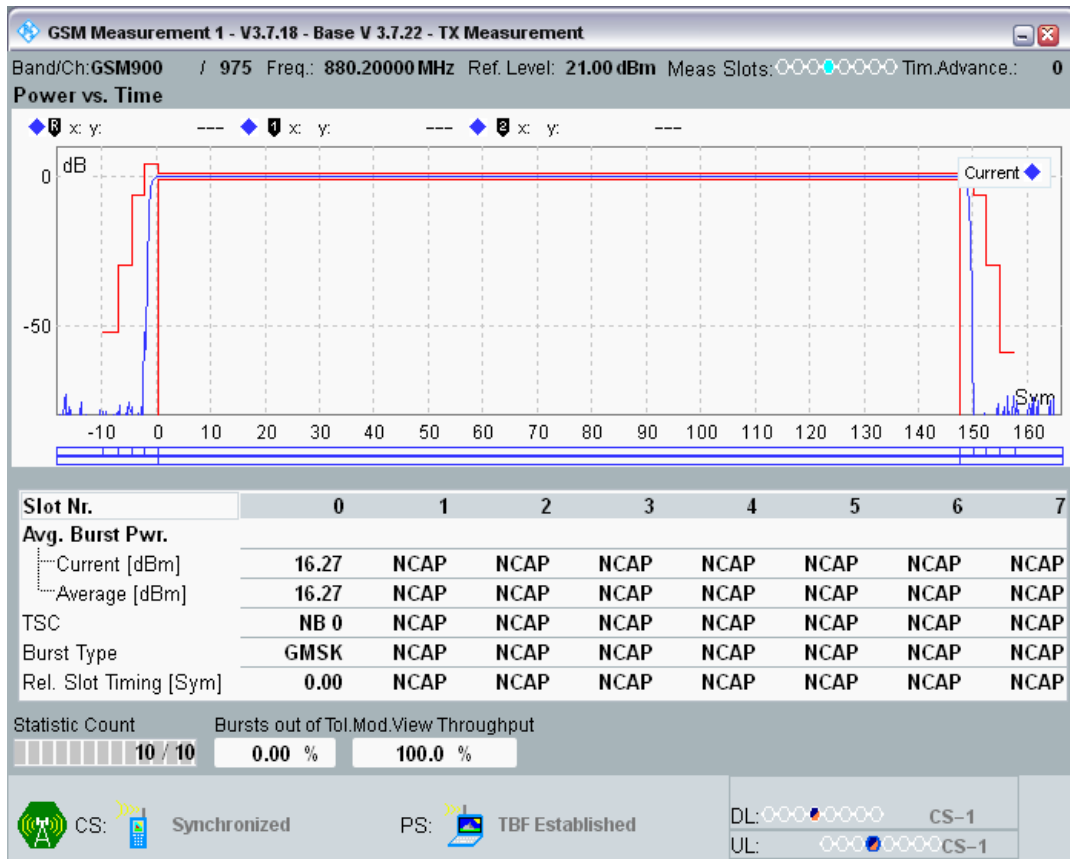 GSM Measurement 1 - V3.7.18 - Base V 3.7.22 - TX Measurement
Band/Ch:GSM900 / 975 Freq.: 880.20000 MHz Ref. Level: 21.00 dBm Meas Slots: Tim.Advance.: 0
Power vs. Time
R x: y: --- 1 x: y: --- 2 x: y: ---
dB
Current
0
-50
Sym
-10 0 10 20 30 40 50 60 70 80 90 100 110 120 130 140 150 160
Slot Nr. 0 1 2 3 4 5 6 7
Avg. Burst Pwr.
Current [dBm] 16.27 NCAP NCAP NCAP NCAP NCAP NCAP NCAP
Average [dBm] 16.27 NCAP NCAP NCAP NCAP NCAP NCAP NCAP
TSC NB 0 NCAP NCAP NCAP NCAP NCAP NCAP NCAP
Burst Type GMSK NCAP NCAP NCAP NCAP NCAP NCAP NCAP
Rel. Slot Timing [Sym] 0.00 NCAP NCAP NCAP NCAP NCAP NCAP NCAP
Statistic Count Bursts out of Tol.Mod.View Throughput
10 / 10 0.00 % 100.0 %
CS: Synchronized PS: TBF Established
DL: CS-1
UL: CS-1